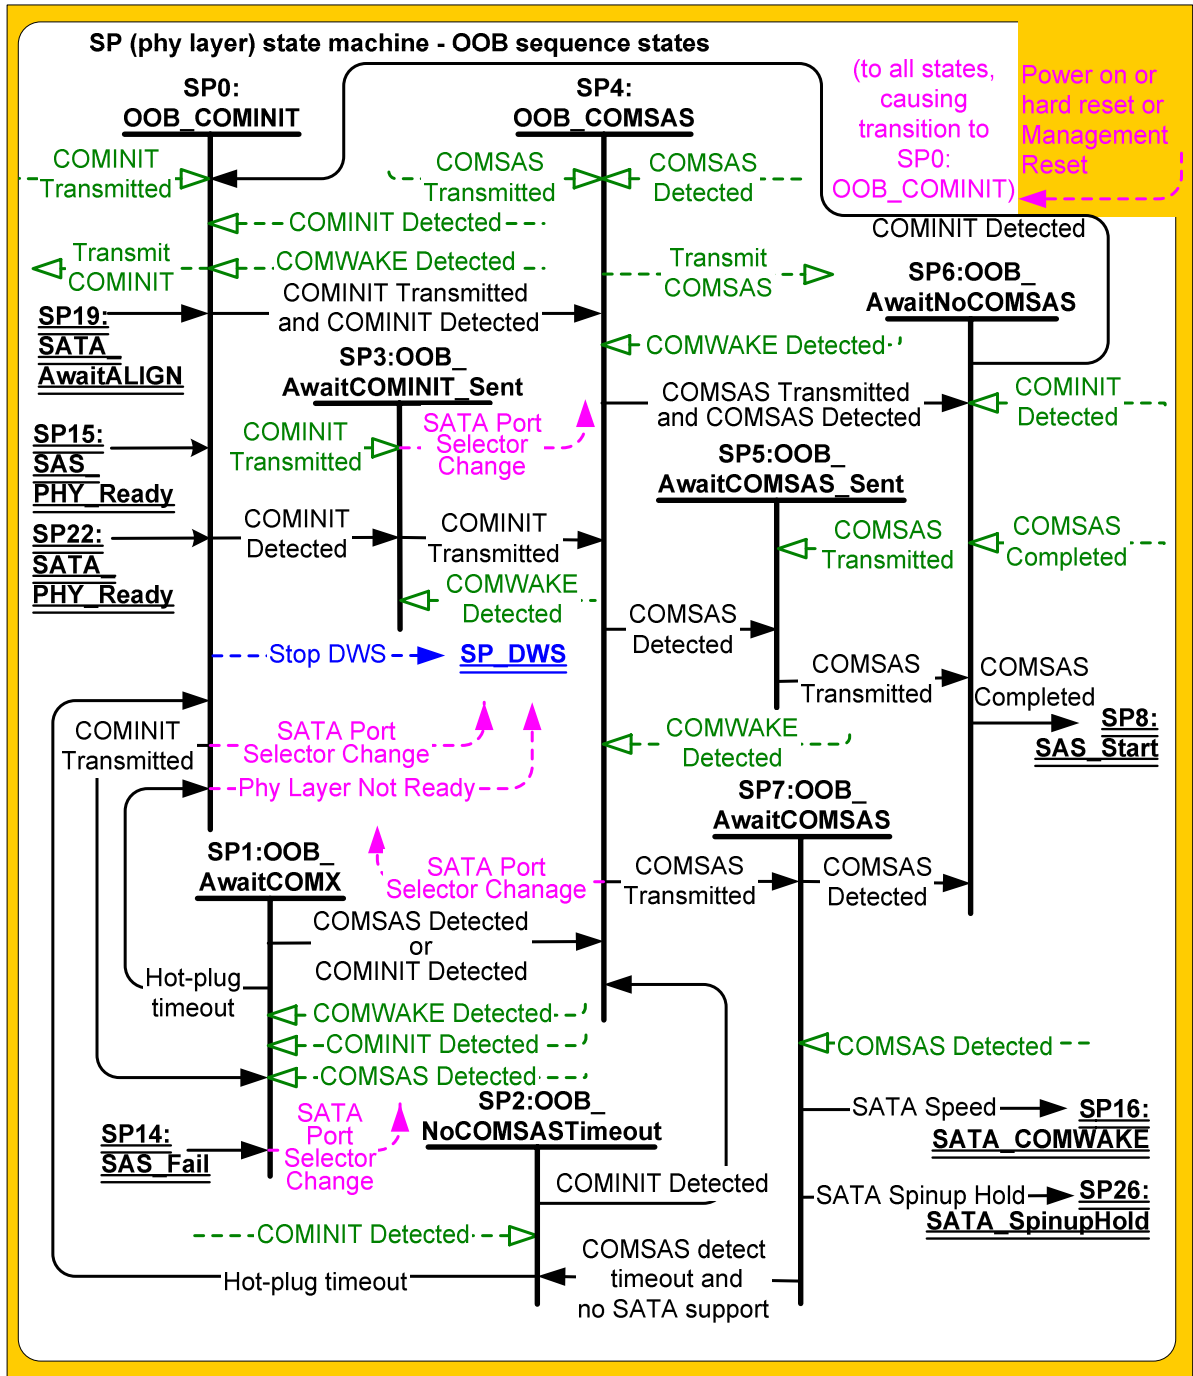 SP (phy layer) state machine - OOB sequence states
SP0:
OOB_COMINIT
SP4:
OOB_COMSAS
(to all states,
causing
transition to
SP0:
OOB_COMINIT)
Power on or
hard reset or
Management
Reset
COMINIT
Transmitted
COMSAS
Transmitted
COMSAS
Detected
COMINIT Detected
COMINIT Detected
Transmit
COMINIT
COMWAKE Detected
Transmit
COMSAS
SP6:OOB_
AwaitNoCOMSAS
SP19:
SATA_
AwaitALIGN
COMINIT Transmitted
and COMINIT Detected
COMWAKE Detected
SP3:OOB_
AwaitCOMINIT_Sent
COMSAS Transmitted
and COMSAS Detected
COMINIT
Detected
SP15:
SAS_
PHY_Ready
COMINIT
Transmitted
SATA Port
Selector
Change
SP5:OOB_
AwaitCOMSAS_Sent
SP22:
SATA_
PHY_Ready
COMINIT
Detected
COMINIT
Transmitted
COMSAS
Transmitted
COMSAS
Completed
COMWAKE
Detected
COMSAS
Detected
Stop DWS
SP_DWS
COMSAS
Transmitted
COMSAS
Completed
COMINIT
Transmitted
SATA Port
Selector Change
COMWAKE
Detected
SP8:
SAS_Start
Phy Layer Not Ready
SP7:OOB_
AwaitCOMSAS
SP1:OOB_
AwaitCOMX
SATA Port
Selector Chanage
COMSAS
Transmitted
COMSAS
Detected
COMSAS Detected
or
COMINIT Detected
Hot-plug
timeout
COMWAKE Detected
COMINIT Detected
COMSAS Detected
COMSAS Detected
SP14:
SAS_Fail
SATA
Port
Selector
Change
SP2:OOB_
NoCOMSASTimeout
SATA Speed
SP16:
SATA_COMWAKE
COMINIT Detected
SATA Spinup Hold
SP26:
SATA_SpinupHold
COMINIT Detected
COMSAS detect
timeout and
no SATA support
Hot-plug timeout